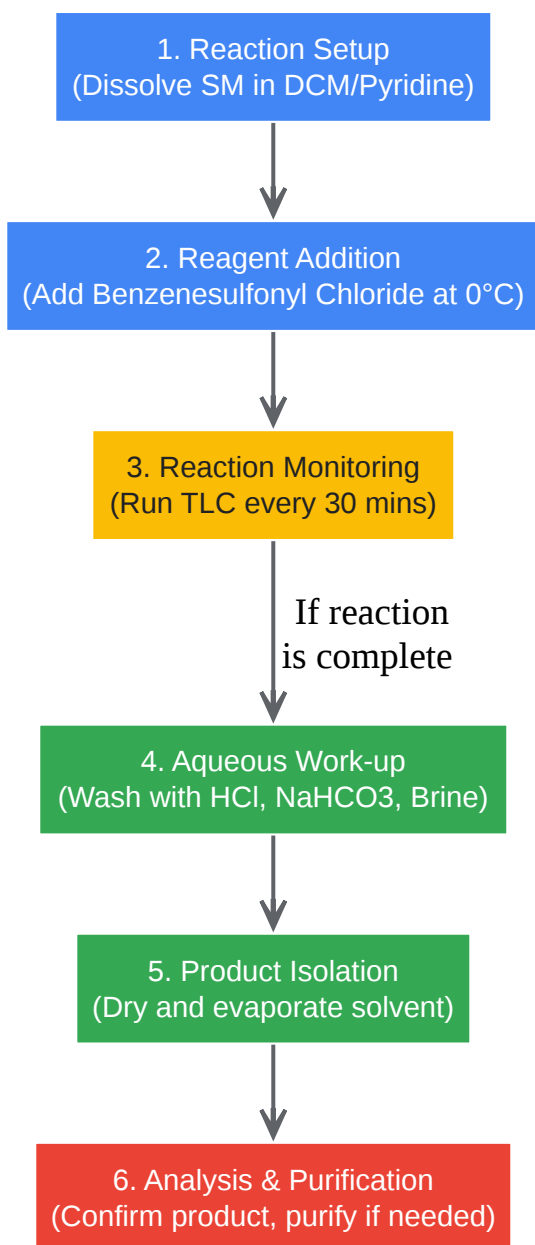 1. Reaction Setup
(Dissolve SM in DCM/Pyridine)
2. Reagent Addition
(Add Benzenesulfonyl Chloride at 0°C)
3. Reaction Monitoring
(Run TLC every 30 mins)
If reaction
is complete
4. Aqueous Work-up
(Wash with HCl, NaHCO3, Brine)
5. Product Isolation
(Dry and evaporate solvent)
6. Analysis & Purification
(Confirm product, purify if needed)